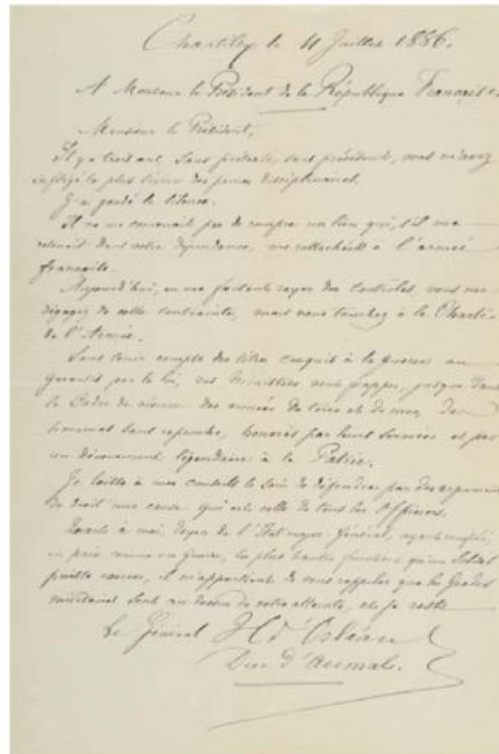 Chantilly le 11 Juillet 1886.
A Monsieur le Président de la République Française.
Monsieur le Président,
Il y a trois ans, sans prétexte, sans précédents, vous m'avez
infligé la plus sévère des peines disciplinaires.
J'ai gardé le silence.
Il ne me convenait pas de rompre un lien qui, s'il me
retenait dans votre dépendance, me rattachait à l'armée
française.
Aujourd'hui, en me faisant rayer des contrôles, vous me
dégagez de cette contrainte, mais vous touchez à la Charte
de l'Armée.
Sans tenir compte des titres conquis à la guerre ou
garantis par la loi, vos Ministres vont frapper, jusque dans
le Cadre de réserve des armées de terre et de mer, des
hommes sans reproche, honorés par leurs services et par
un dévouement légendaire à la Patrie.
Je laisse à mes conseils le soin de défendre par des arguments
de droit une cause qui est celle de tous les Officiers.
Quant à moi, doyen de l'Etat major Général, ayant rempli,
en paix comme en guerre, les plus hautes fonctions qu'un Soldat
puisse exercer, il m'appartient de vous rappeler que les Grades
militaires sont au dessus de votre atteinte, et je reste
Le Général H d'Orléans
Duc d'Aumale.